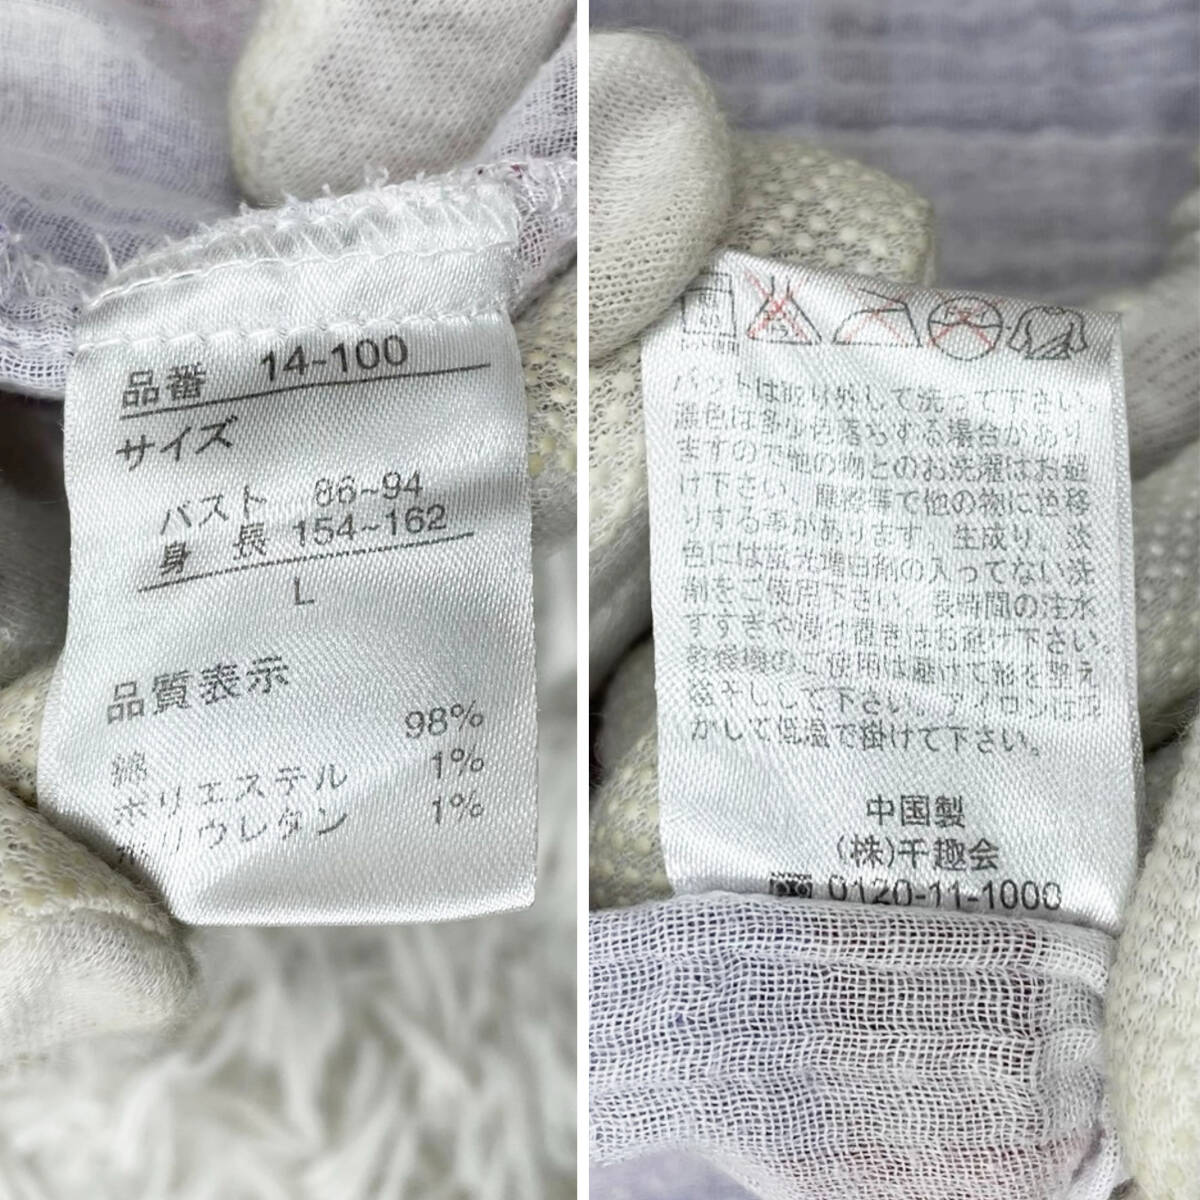 品番 14-100
サイズ
バスト 86~94
身 長 154~162
L
品質表示
綿 98%
ポリエステル 1%
ポリウレタン 1%
パットは取り外して洗って下さい。
濃色は多少色落ちする場合があり
ますので他の物とのお洗濯はお避
け下さい。摩擦等で他の物に色移
りする事があります。生成り、淡
色には蛍光増白剤の入ってない洗
剤をご使用下さい。長時間の注水
すすぎや漬け置きはお避け下さい。
乾燥機のご使用は避けて形を整え
干しして下さい。アイロンは
かして低温で掛けて下さい。
中国製
(株)千趣会
0120-11-1000